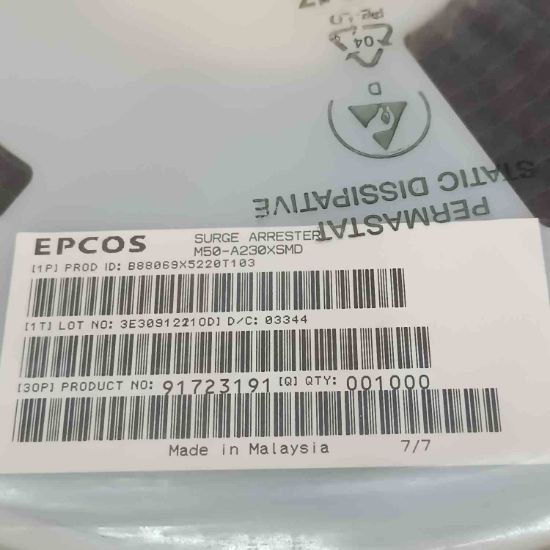 04
D
PERMASTAT
STATIC DISSIPATIVE
EPCOS
SURGE ARRESTER
M50-A230XSMD
[1P] PROD ID: B88069X5220T103
[1T] LOT NO: 3E30912210D] D/C: 03344
[30P] PRODUCT NO: 91723191 [Q] QTY: 001000
Made in Malaysia 7/7